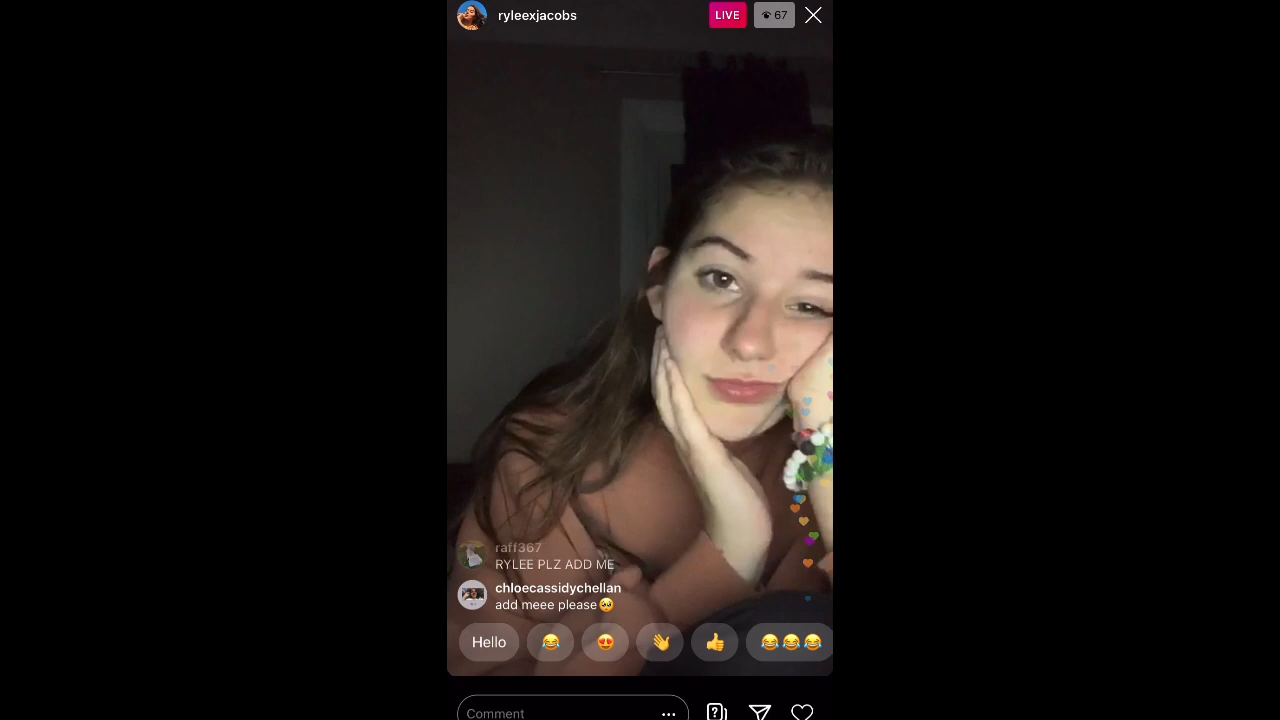 ryleexjacobs
LIVE
67
raff367
RYLEE PLZ ADD ME
chloecassidychellan
add meee please🥺
Hello
😂
😍
👋
👍
😂😂😂
Comment